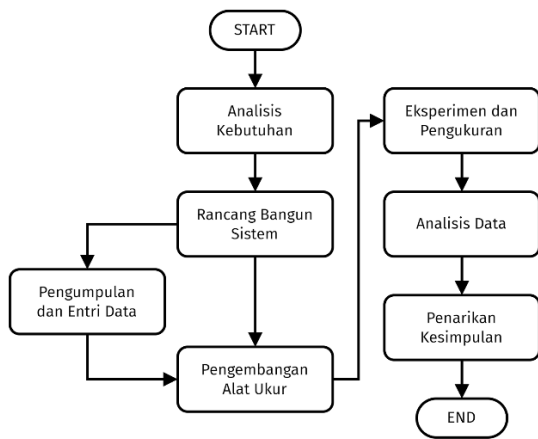 START
Analisis
Kebutuhan
Rancang Bangun
Sistem
Pengumpulan
dan Entri Data
Pengembangan
Alat Ukur
Eksperimen dan
Pengukuran
Analisis Data
Penarikan
Kesimpulan
END